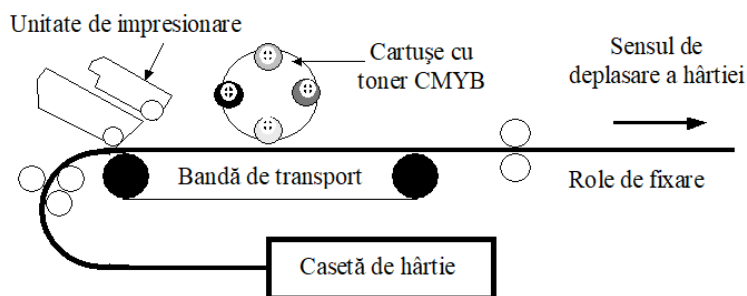 Unitate de impresionare
Cartuşe cu
toner CMYB
Sensul de
deplasare a hârtiei
Bandă de transport
Role de fixare
Casetă de hârtie